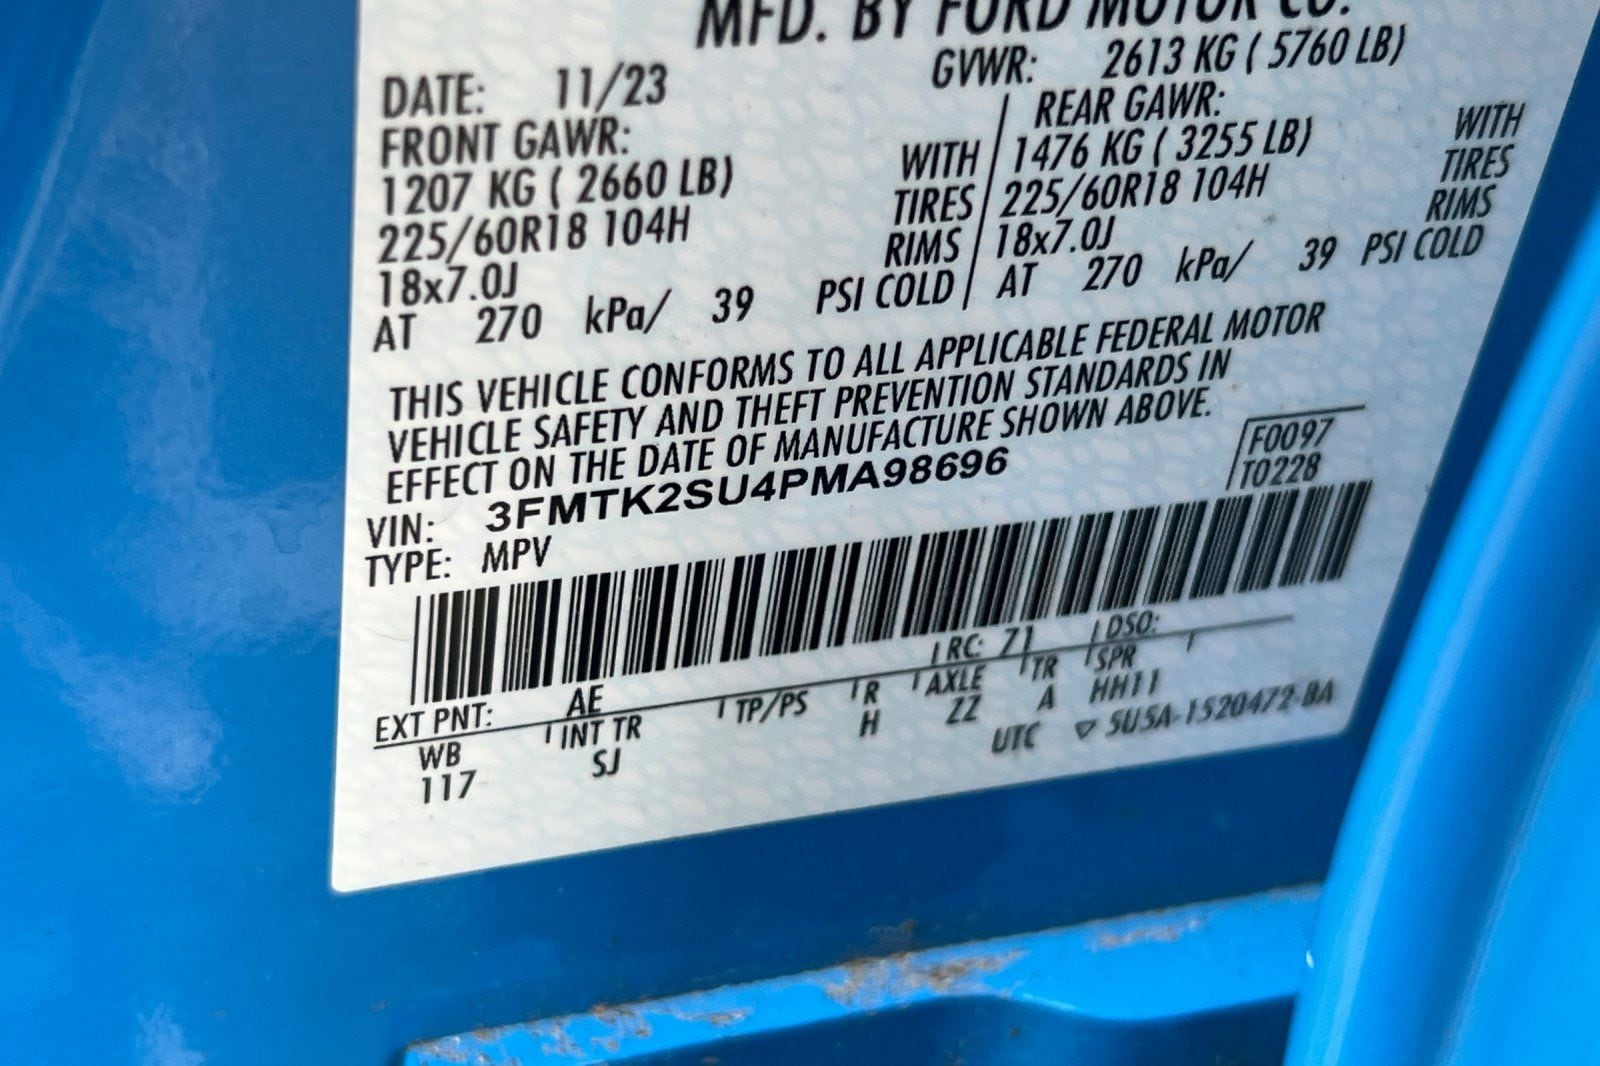 MFD. BY FORD MOTOR CO.
DATE: 11/23 GVWR: 2613 KG ( 5760 LB)
FRONT GAWR: REAR GAWR:
1207 KG ( 2660 LB) WITH 1476 KG ( 3255 LB) WITH
225/60R18 104H TIRES 225/60R18 104H TIRES
18x7.0J RIMS 18x7.0J RIMS
AT 270 kPa/ 39 PSI COLD AT 270 kPa/ 39 PSI COLD
THIS VEHICLE CONFORMS TO ALL APPLICABLE FEDERAL MOTOR
VEHICLE SAFETY AND THEFT PREVENTION STANDARDS IN
EFFECT ON THE DATE OF MANUFACTURE SHOWN ABOVE.
VIN: 3FMTK2SU4PMA98696 F0097
TYPE: MPV T0228
EXT PNT: AE RC: 71 DSO:
WB INT TR TP/PS R AXLE TR SPR
117 SJ H ZZ A HH11
UTC ▽ SU5A-1520472-BA